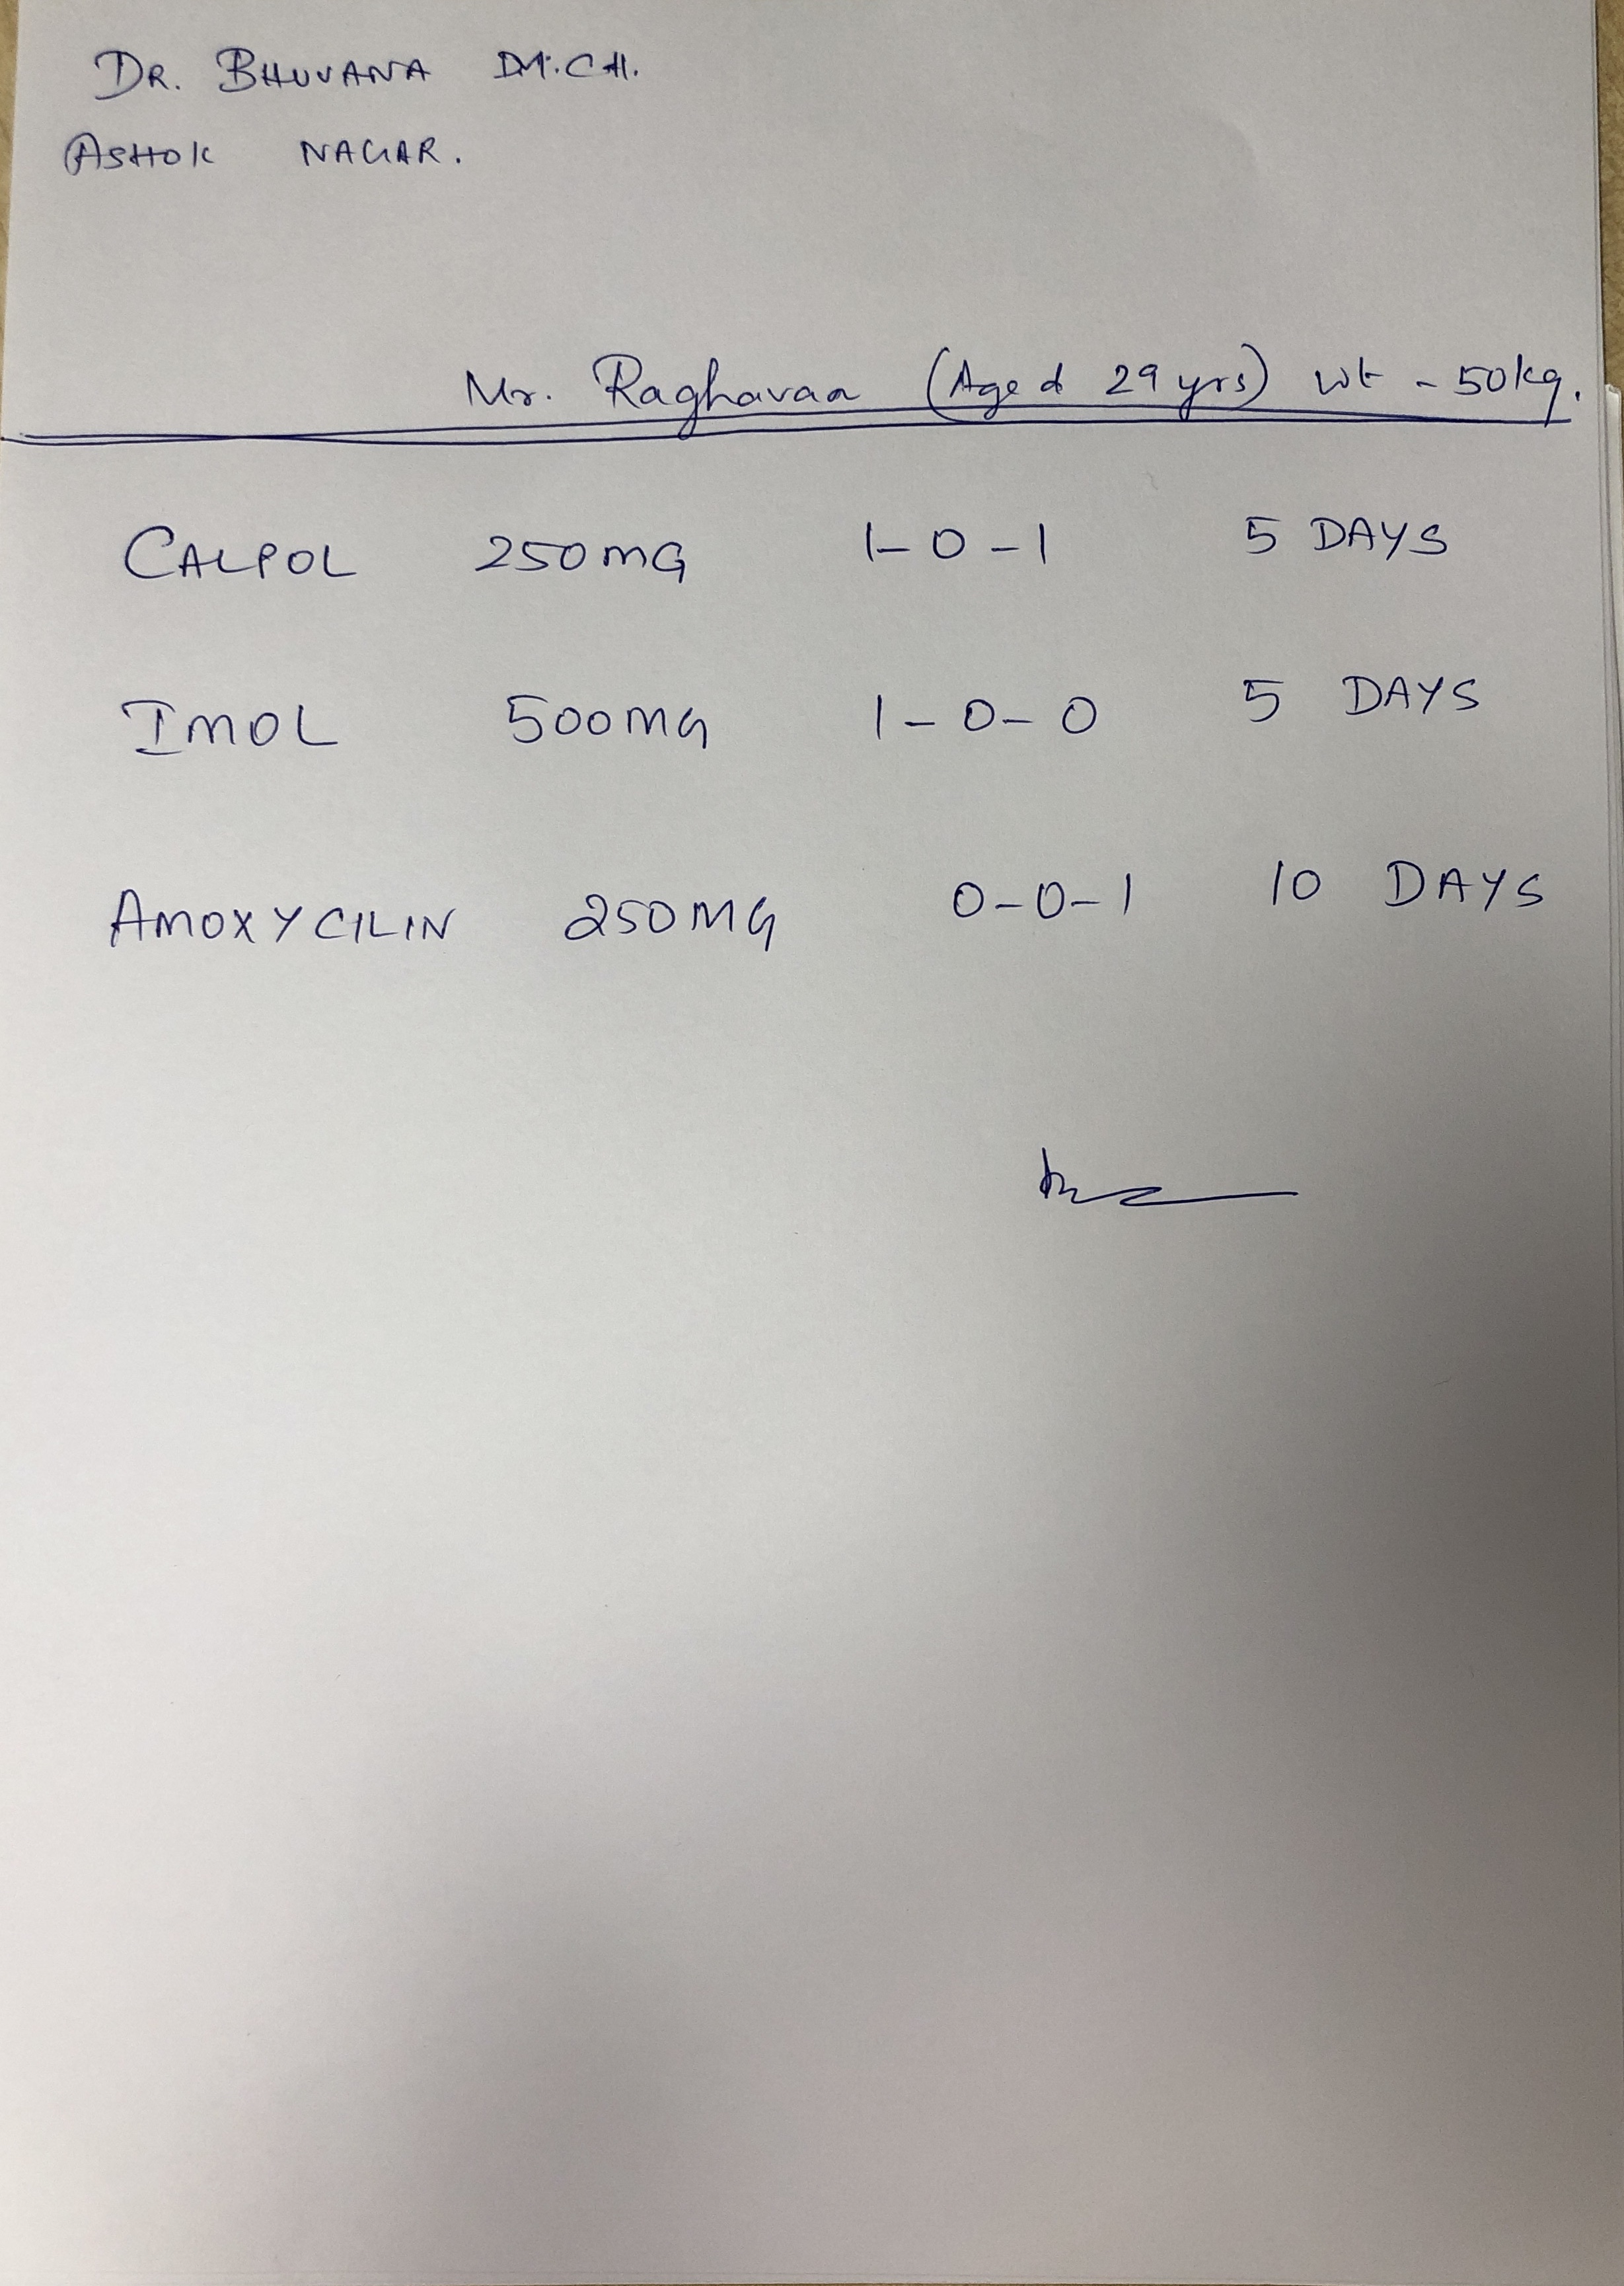 DR. BHUVANA M.CH.
ASHOK NAGAR.
Mr. Raghavan (Aged 29 yrs) wt - 50kg.
CALPOL 250MG 1-0-1 5 DAYS
IMOL 500MG 1-0-0 5 DAYS
AMOXYCILIN 250MG 0-0-1 10 DAYS